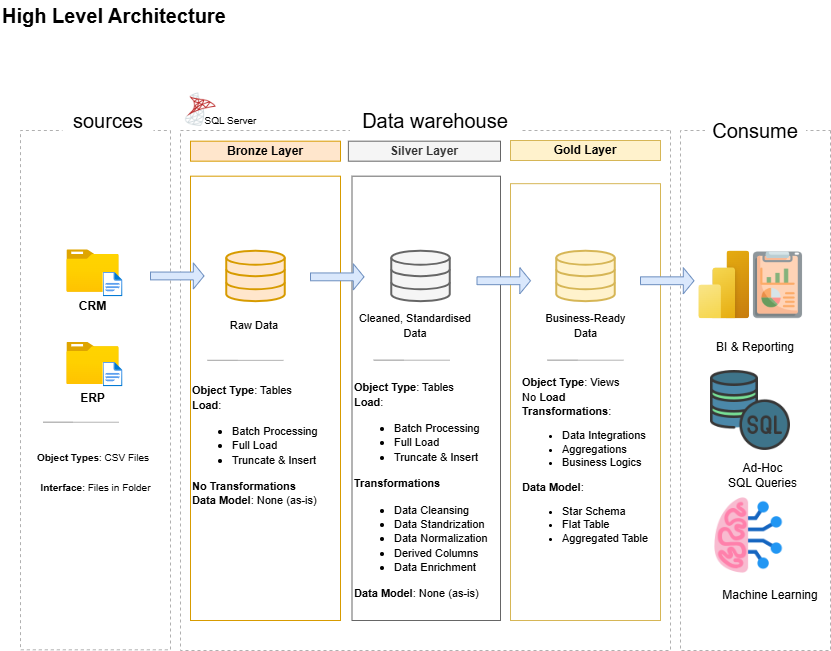 High Level Architecture
sources
SQL Server
Data warehouse
Consume
Bronze Layer
Silver Layer
Gold Layer
CRM
ERP
Object Types: CSV Files
Interface: Files in Folder
Raw Data
Object Type: Tables
Load:
Batch Processing
Full Load
Truncate & Insert
No Transformations
Data Model: None (as-is)
Cleaned, Standardised
Data
Object Type: Tables
Load:
Batch Processing
Full Load
Truncate & Insert
Transformations
Data Cleansing
Data Standrization
Data Normalization
Derived Columns
Data Enrichment
Data Model: None (as-is)
Business-Ready
Data
Object Type: Views
No Load
Transformations:
Data Integrations
Aggregations
Business Logics
Data Model:
Star Schema
Flat Table
Aggregated Table
BI & Reporting
SQL
Ad-Hoc
SQL Queries
Machine Learning